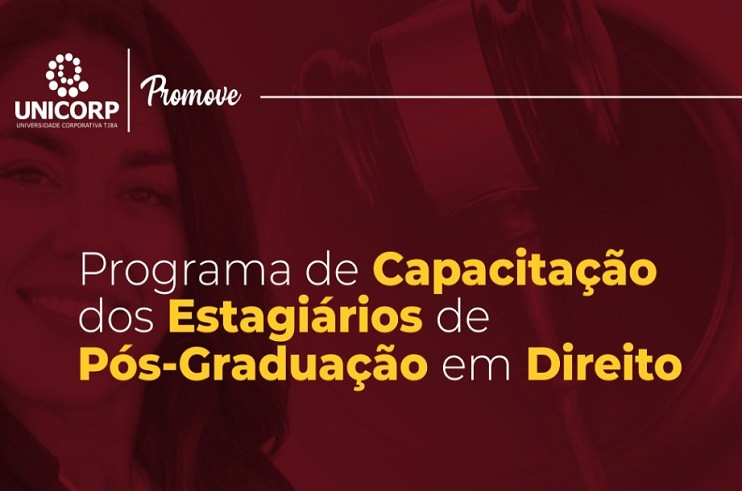 UNICORP
UNIVERSIDADE CORPORATIVA TJBA
Promove
Programa de Capacitação
dos Estagiários de
Pós-Graduação em Direito